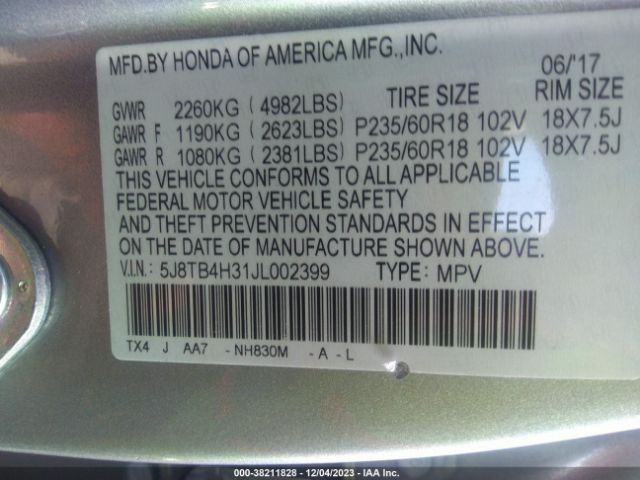 MFD.BY HONDA OF AMERICA MFG.,INC. 06/'17
GVWR 2260KG ( 4982LBS) TIRE SIZE RIM SIZE
GAWR F 1190KG ( 2623LBS) P235/60R18 102V 18X7.5J
GAWR R 1080KG ( 2381LBS) P235/60R18 102V 18X7.5J
THIS VEHICLE CONFORMS TO ALL APPLICABLE
FEDERAL MOTOR VEHICLE SAFETY
AND THEFT PREVENTION STANDARDS IN EFFECT
ON THE DATE OF MANUFACTURE SHOWN ABOVE.
V.I.N.: 5J8TB4H31JL002399 TYPE: MPV
TX4 J AA7 -NH830M -A-L
000-38211828 - 12/04/2023 - IAA Inc.